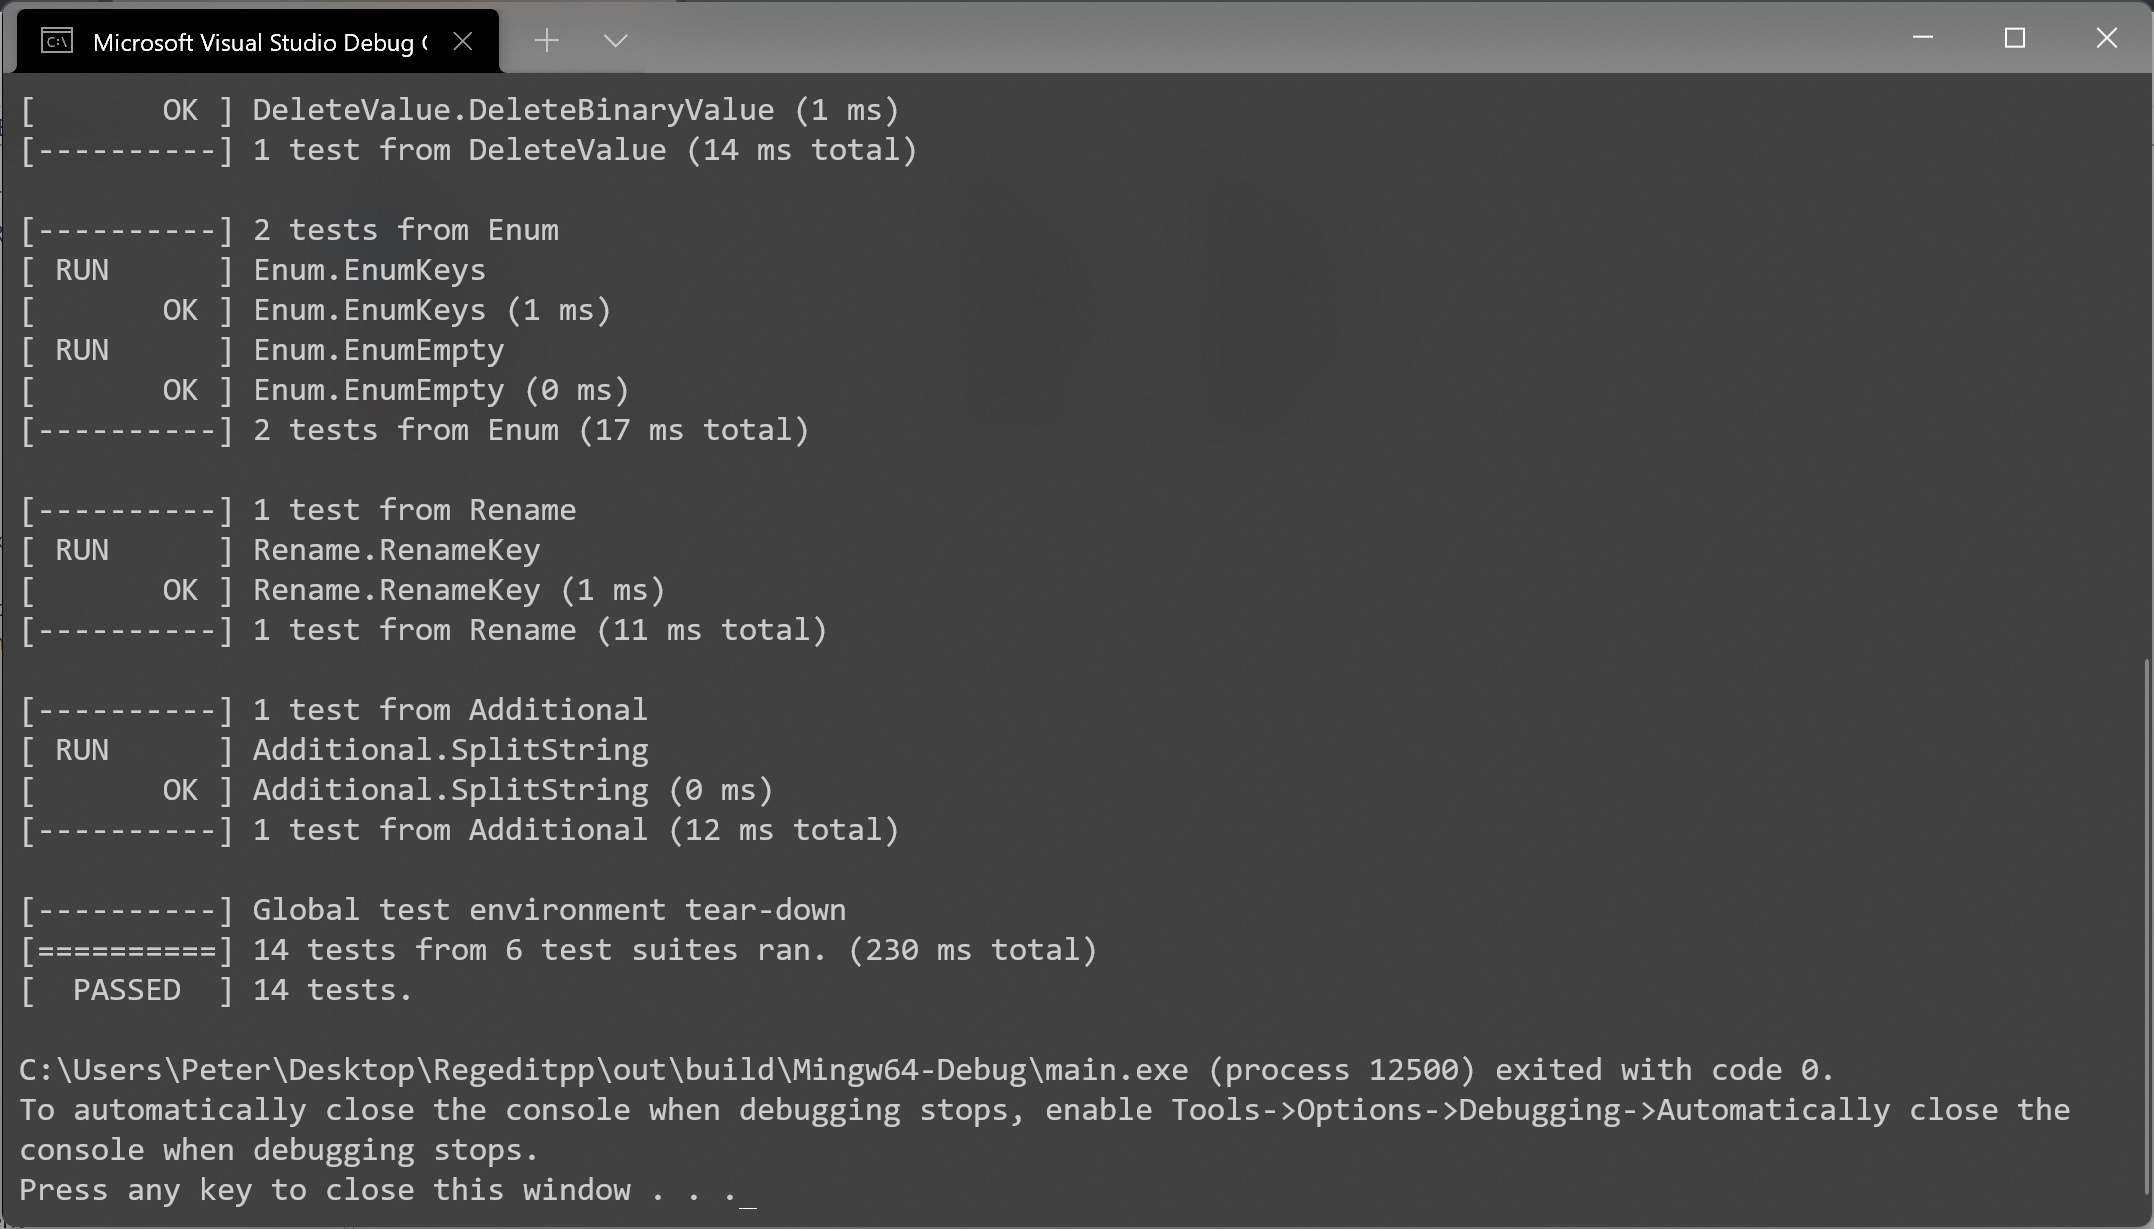 Microsoft Visual Studio Debug
[       OK ] DeleteValue.DeleteBinaryValue (1 ms)
[----------] 1 test from DeleteValue (14 ms total)
[----------] 2 tests from Enum
[ RUN      ] Enum.EnumKeys
[       OK ] Enum.EnumKeys (1 ms)
[ RUN      ] Enum.EnumEmpty
[       OK ] Enum.EnumEmpty (0 ms)
[----------] 2 tests from Enum (17 ms total)
[----------] 1 test from Rename
[ RUN      ] Rename.RenameKey
[       OK ] Rename.RenameKey (1 ms)
[----------] 1 test from Rename (11 ms total)
[----------] 1 test from Additional
[ RUN      ] Additional.SplitString
[       OK ] Additional.SplitString (0 ms)
[----------] 1 test from Additional (12 ms total)
[----------] Global test environment tear-down
[==========] 14 tests from 6 test suites ran. (230 ms total)
[  PASSED  ] 14 tests.
C:\Users\Peter\Desktop\Regeditpp\out\build\Mingw64-Debug\main.exe (process 12500) exited with code 0.
To automatically close the console when debugging stops, enable Tools->Options->Debugging->Automatically close the
console when debugging stops.
Press any key to close this window . . ._